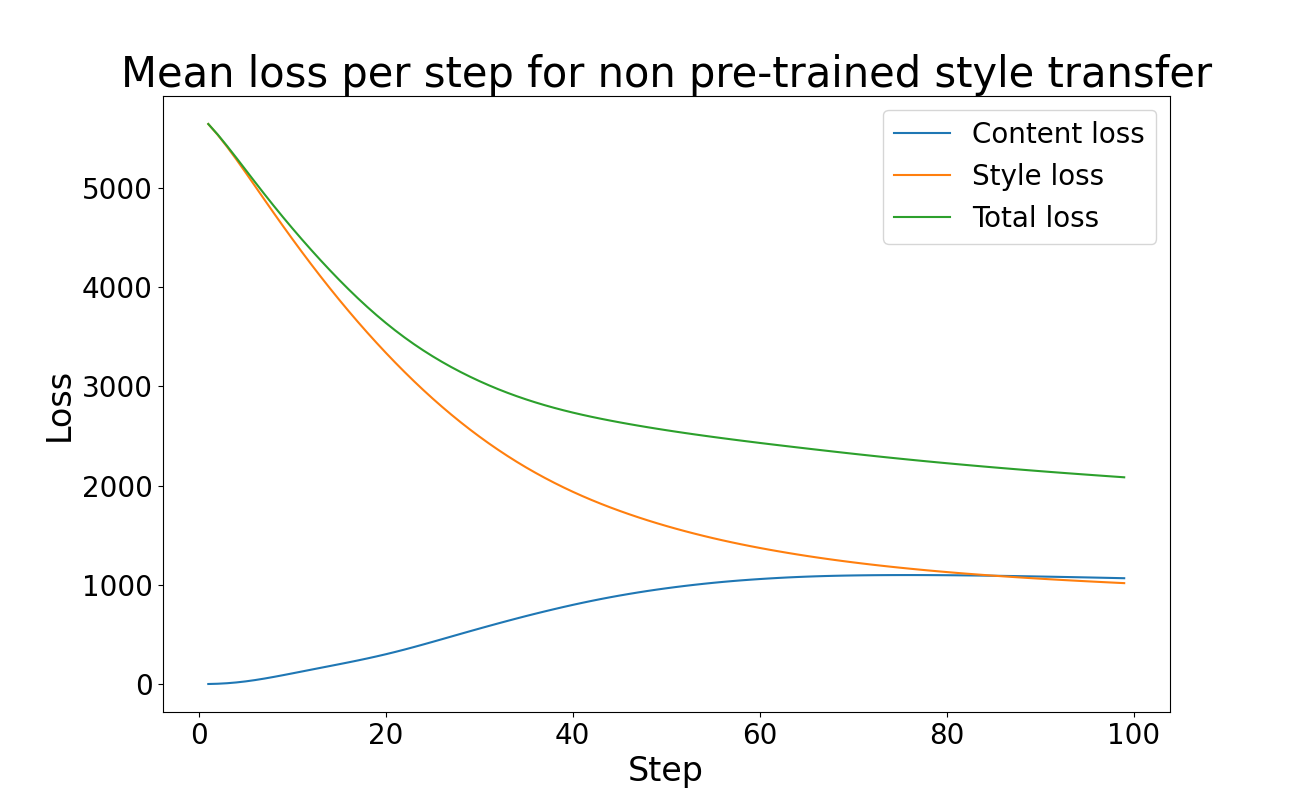 Mean loss per step for non pre-trained style transfer
Content loss
Style loss
Total loss
5000
4000
3000
2000
1000
0
Loss
0 20 40 60 80 100
Step